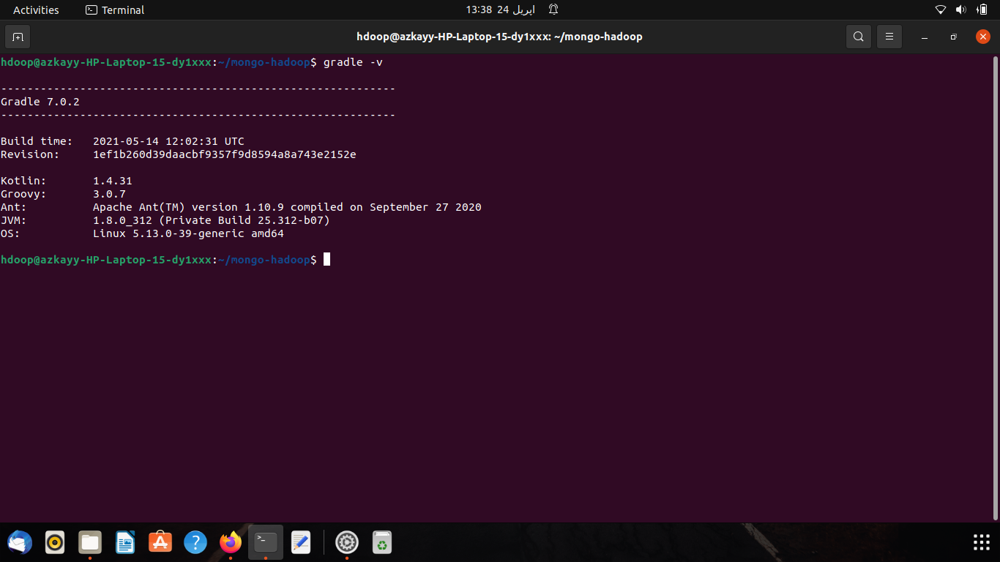 Activities
Terminal
13:38 24 اپریل
hdoop@azkayy-HP-Laptop-15-dy1xxx: ~/mongo-hadoop
hdoop@azkayy-HP-Laptop-15-dy1xxx:~/mongo-hadoop$ gradle -v
------------------------------------------------------------
Gradle 7.0.2
------------------------------------------------------------
Build time:   2021-05-14 12:02:31 UTC
Revision:     1ef1b260d39daacbf9357f9d8594a8a743e2152e
Kotlin:       1.4.31
Groovy:       3.0.7
Ant:          Apache Ant(TM) version 1.10.9 compiled on September 27 2020
JVM:          1.8.0_312 (Private Build 25.312-b07)
OS:           Linux 5.13.0-39-generic amd64
hdoop@azkayy-HP-Laptop-15-dy1xxx:~/mongo-hadoop$